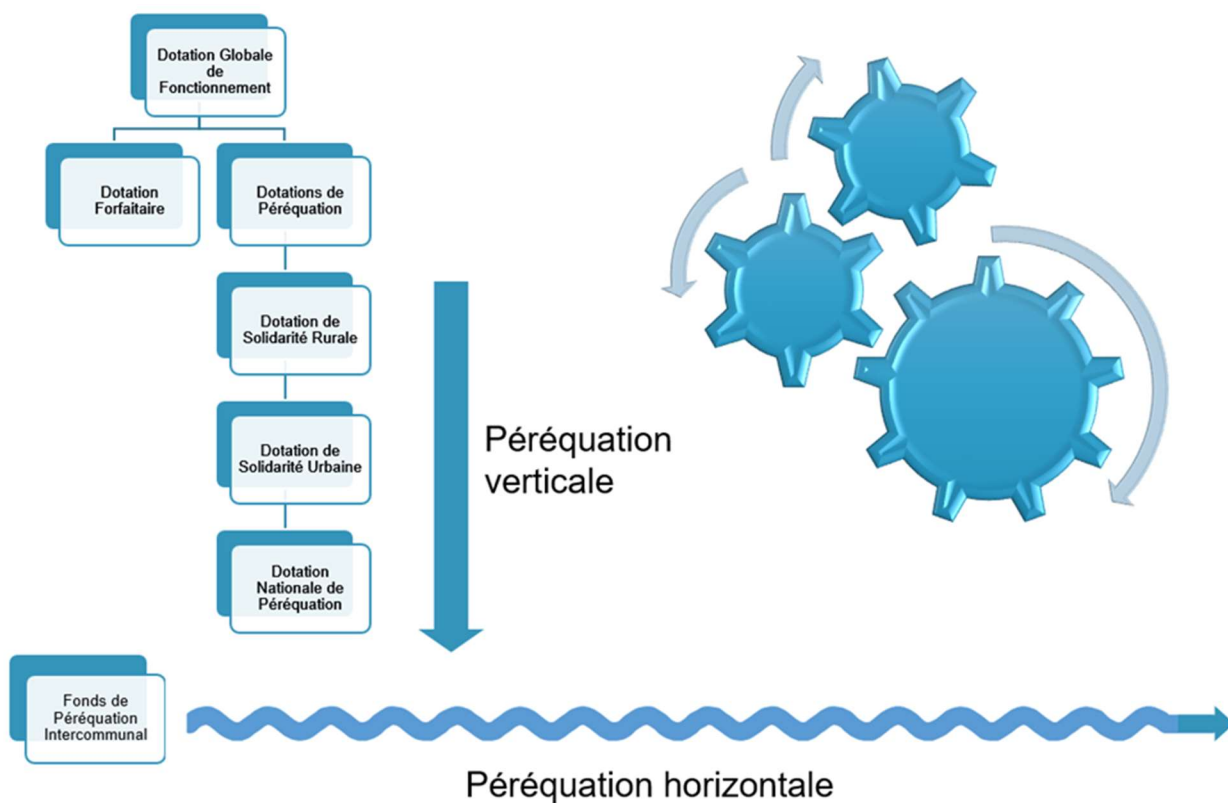 Dotation Globale
de
Fonctionnement
Dotation
Forfaitaire
Dotations de
Péréquation
Dotation de
Solidarité Rurale
Dotation de
Solidarité Urbaine
Dotation
Nationale de
Péréquation
Péréquation
verticale
Fonds de
Péréquation
Intercommunal
Péréquation horizontale